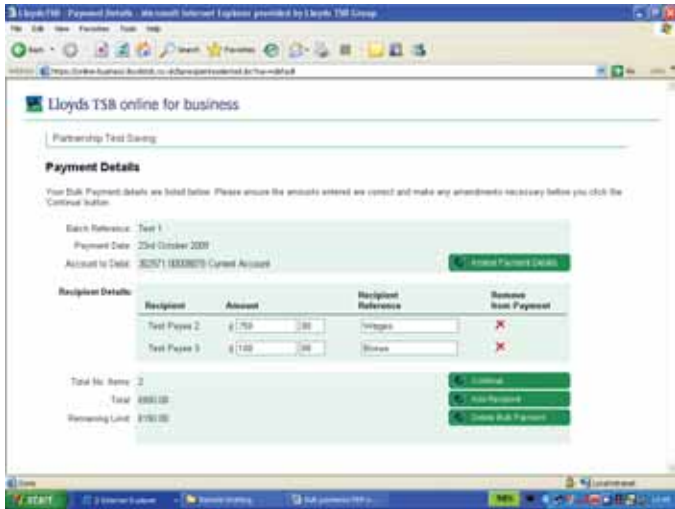 Lloyds TSB - Payment Details - Microsoft Internet Explorer provided by Lloyds TSB Group
File Edit View Favorites Tools Help
Back Search Favorites
Lloyds TSB online for business
Partnership Test Saving
Payment Details
Your Bulk Payment details are listed below. Please ensure the amounts entered are correct and make any amendments necessary before you click the
'Continue' button.
Batch Reference: Test 1
Payment Date: 23rd October 2009
Account to Debit: Current Account
Amend Payment Details
Recipient Details:
Recipient Amount Recipient Reference Remove from Payment
Test Payee 2 £ 750 .00 Wages
Test Payee 3 £ 100 .00 Bonus
Total No. Items: 2
Continue
Total: £850.00
Add Recipient
Remaining Limit:
Delete Bulk Payment
Done
start